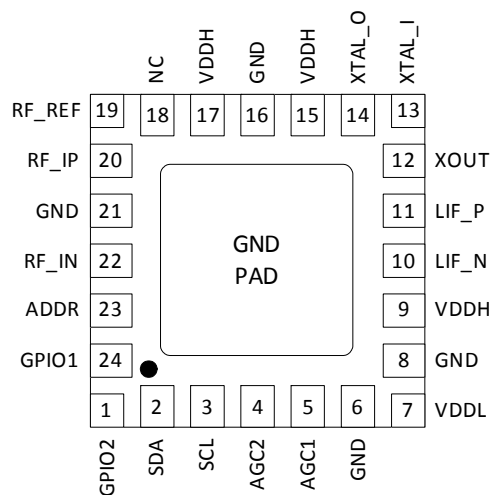 NC
VDDH
GND
VDDH
XTAL_O
XTAL_I
RF_REF 19 18 17 16 15 14 13
RF_IP 20 12 XOUT
GND 21 11 LIF_P
GND
PAD
RF_IN 22 10 LIF_N
ADDR 23 9 VDDH
GPIO1 24 8 GND
1 2 3 4 5 6 7 VDDL
GPIO2
SDA
SCL
AGC2
AGC1
GND